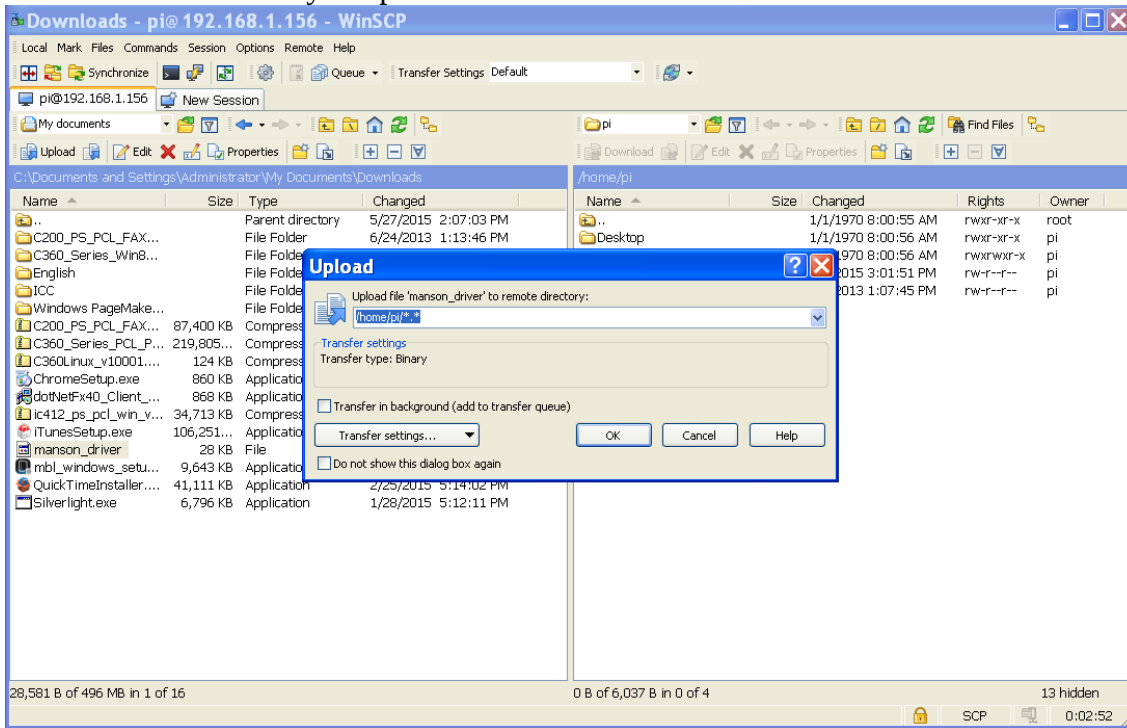 Downloads - pi@192.168.1.156 - WinSCP
Local Mark Files Commands Session Options Remote Help
Synchronize Queue Transfer Settings Default
pi@192.168.1.156 New Session
My documents pi Find Files
Upload Edit Properties Download Edit Properties
C:\Documents and Settings\Administrator\My Documents\Downloads /home/pi
Name Size Type Changed Name Size Changed Rights Owner
.. Parent directory 5/27/2015 2:07:03 PM .. 1/1/1970 8:00:55 AM rwxr-xr-x root
C200_PS_PCL_FAX... File Folder 6/24/2013 1:13:46 PM Desktop 1/1/1970 8:00:56 AM rwxr-xr-x pi
C360_Series_Win8... File Folde 970 8:00:56 AM rwxrwxr-x pi
English File Folde 2015 3:01:51 PM rw-r--r-- pi
ICC File Folde 2013 1:07:45 PM rw-r--r-- pi
Windows PageMake... File Folde
C200_PS_PCL_FAX... 87,400 KB Compress
C360_Series_PCL_P... 219,805... Compress
C360Linux_v10001.... 124 KB Compress
ChromeSetup.exe 860 KB Applicatio
dotNetFx40_Client_... 868 KB Applicatio
ic412_ps_pcl_win_v... 34,713 KB Compress
iTunesSetup.exe 106,251... Applicatio
manson_driver 28 KB File
mbl_windows_setu... 9,643 KB Applicatio
QuickTimeInstaller.... 41,111 KB Application 2/25/2015 5:14:02 PM
Silverlight.exe 6,796 KB Application 1/28/2015 5:12:11 PM
Upload
Upload file 'manson_driver' to remote directory:
/home/pi/*.*
Transfer settings
Transfer type: Binary
Transfer in background (add to transfer queue)
Transfer settings... OK Cancel Help
Do not show this dialog box again
28,581 B of 496 MB in 1 of 16 0 B of 6,037 B in 0 of 4 13 hidden
SCP 0:02:52